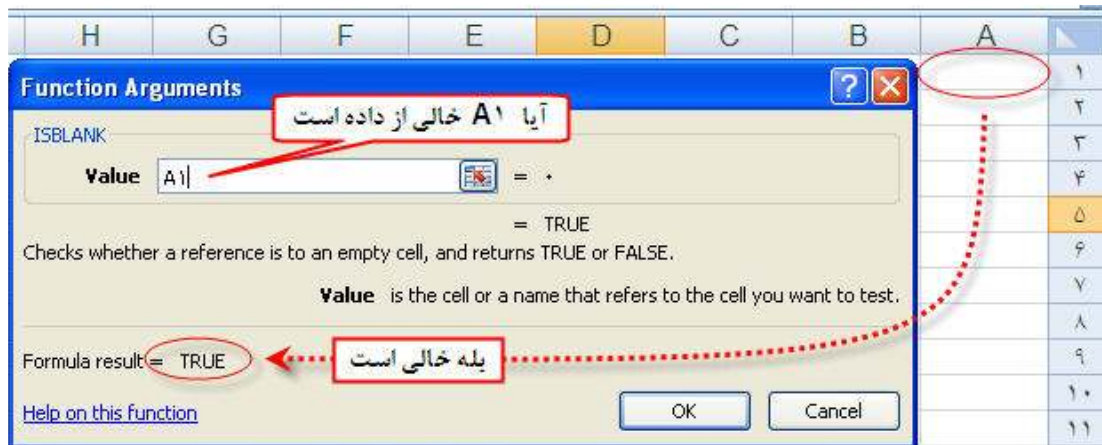 H G F E D C B A
Function Arguments
آیا A۱ خالی از داده است
ISBLANK
Value A۱ = ۰
= TRUE
Checks whether a reference is to an empty cell, and returns TRUE or FALSE.
Value is the cell or a name that refers to the cell you want to test.
بله خالی است
Formula result = TRUE
Help on this function
OK Cancel
۱
۲
۳
۴
۵
۶
۷
۸
۹
۱۰
۱۱